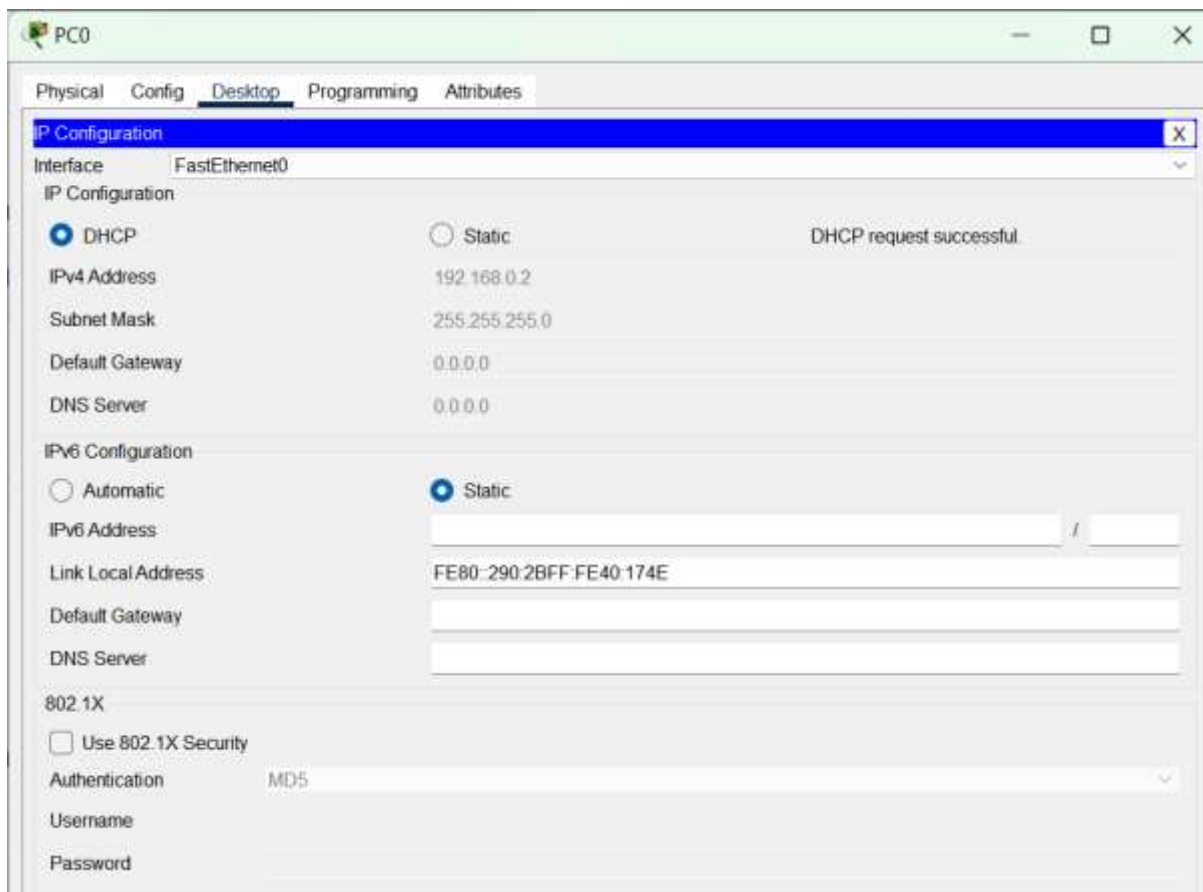 PC0
Physical Config Desktop Programming Attributes
IP Configuration X
Interface FastEthernet0
IP Configuration
DHCP Static DHCP request successful.
IPv4 Address 192.168.0.2
Subnet Mask 255.255.255.0
Default Gateway 0.0.0.0
DNS Server 0.0.0.0
IPv6 Configuration
Automatic Static
IPv6 Address /
Link Local Address FE80::290:2BFF:FE40:174E
Default Gateway
DNS Server
802.1X
Use 802.1X Security
Authentication MD5
Username
Password